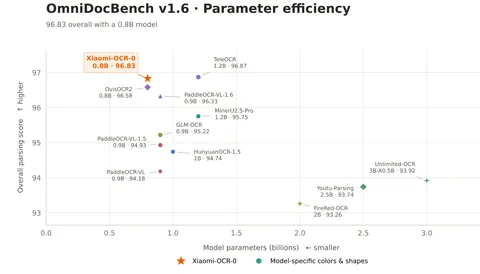 OmniDocBench v1.6 · Parameter efficiency
96.83 overall with a 0.8B model
Xiaomi-OCR-0
0.8B · 96.83
TeleOCR
1.2B · 96.87
OvisOCR2
0.8B · 96.58
PaddleOCR-VL-1.6
0.9B · 96.33
MinerU2.5-Pro
1.2B · 95.75
GLM-OCR
0.9B · 95.22
PaddleOCR-VL-1.5
0.9B · 94.93
HunyuanOCR-1.5
1B · 94.74
PaddleOCR-VL
0.9B · 94.18
Unlimited-OCR
3B-A0.5B · 93.92
Youtu-Parsing
2.5B · 93.74
FireRed-OCR
2B · 93.26
97
96
95
94
93
Overall parsing score ↑ higher
0.0 0.5 1.0 1.5 2.0 2.5 3.0
Model parameters (billions) ← smaller
Xiaomi-OCR-0 Model-specific colors & shapes